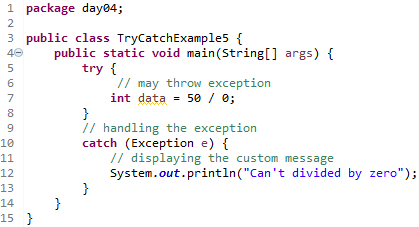 1 package day04;
2
3 public class TryCatchExample5 {
4 public static void main(String[] args) {
5 try {
6 // may throw exception
7 int data = 50 / 0;
8 }
9 // handling the exception
10 catch (Exception e) {
11 // displaying the custom message
12 System.out.println("Can't divided by zero");
13 }
14 }
15 }